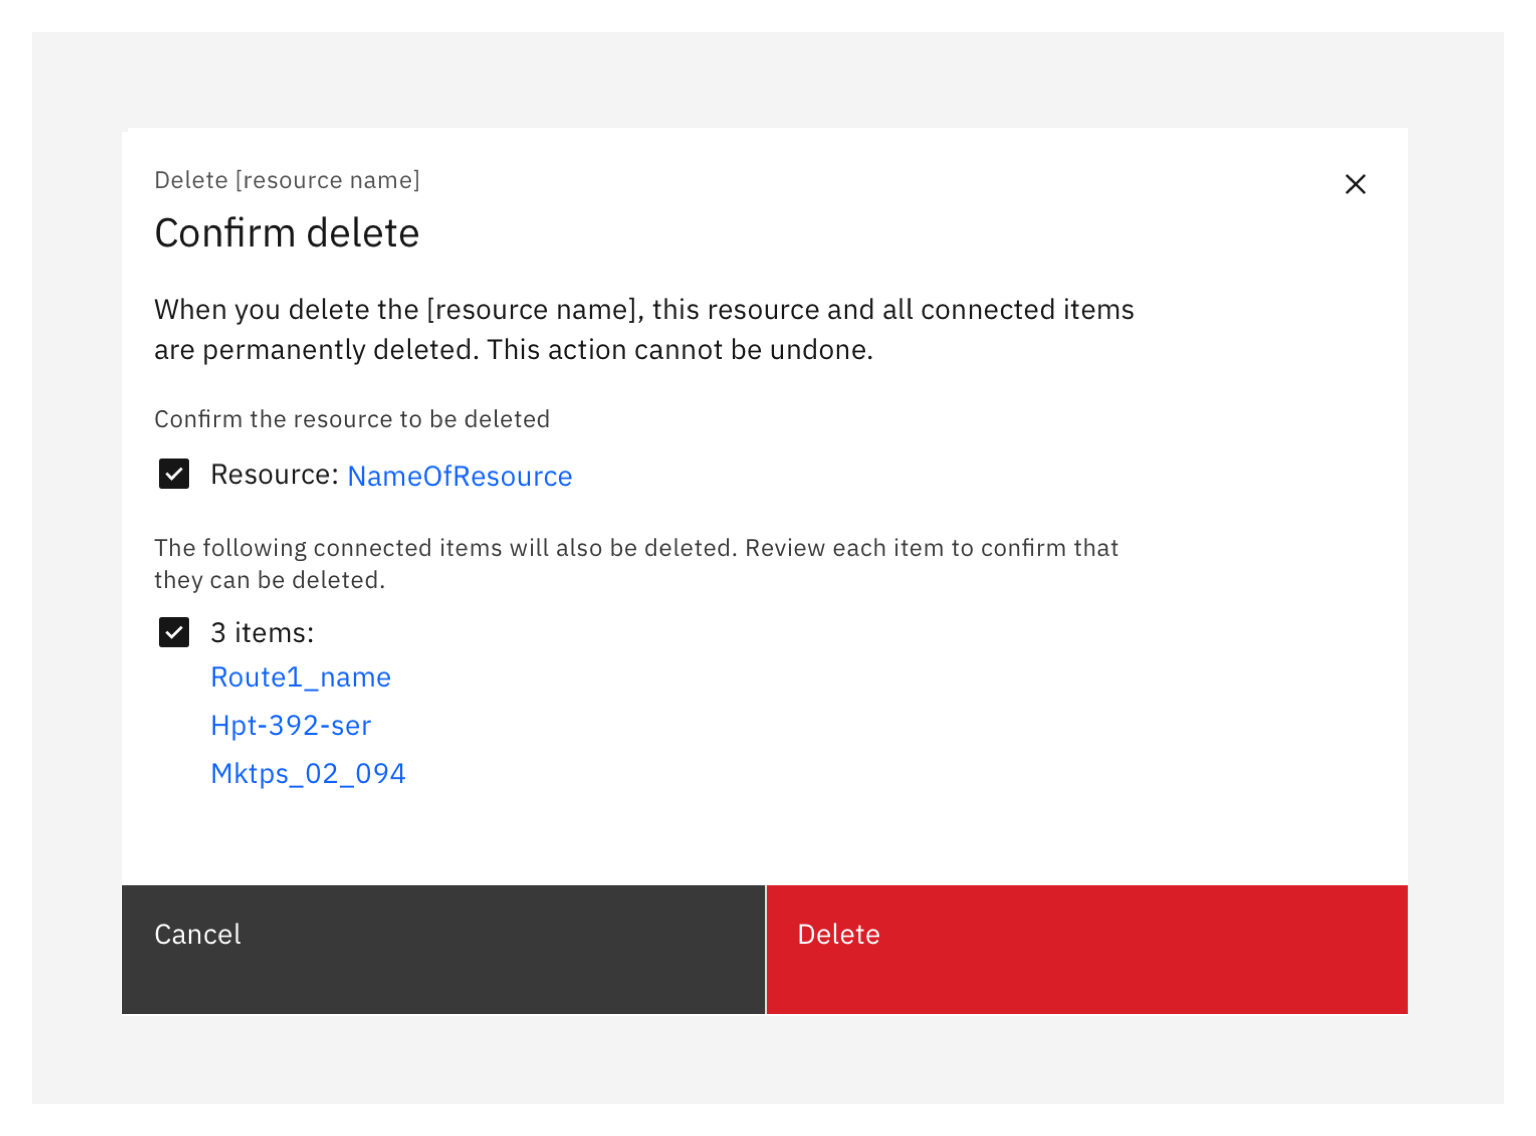 Delete [resource name]
Confirm delete
When you delete the [resource name], this resource and all connected items
are permanently deleted. This action cannot be undone.
Confirm the resource to be deleted
Resource: NameOfResource
The following connected items will also be deleted. Review each item to confirm that
they can be deleted.
3 items:
Route1_name
Hpt-392-ser
Mktps_02_094
Cancel
Delete